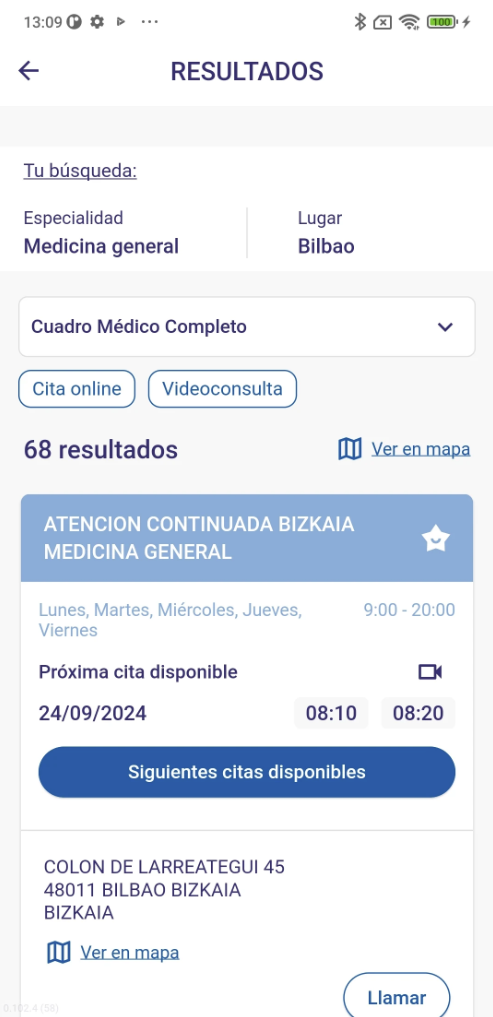 13:09
100
RESULTADOS
Tu búsqueda:
Especialidad
Lugar
Medicina general
Bilbao
Cuadro Médico Completo
Cita online
Videoconsulta
68 resultados
Ver en mapa
ATENCION CONTINUADA BIZKAIA
MEDICINA GENERAL
Lunes, Martes, Miércoles, Jueves,
Viernes
9:00 - 20:00
Próxima cita disponible
24/09/2024
08:10
08:20
Siguientes citas disponibles
COLON DE LARREATEGUI 45
48011 BILBAO BIZKAIA
BIZKAIA
Ver en mapa
Llamar